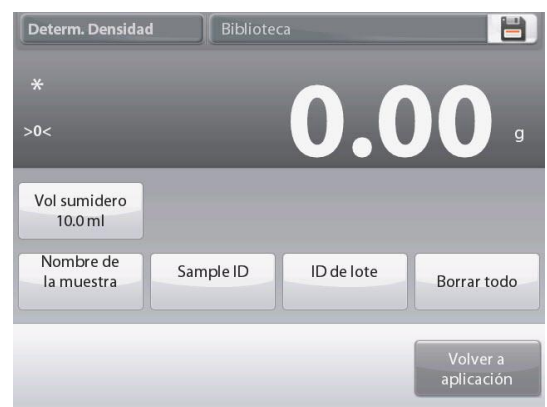 Determ. Densidad
Biblioteca
*
>0<
0.00 g
Vol sumidero
10.0 ml
Nombre de
la muestra
Sample ID
ID de lote
Borrar todo
Volver a
aplicación